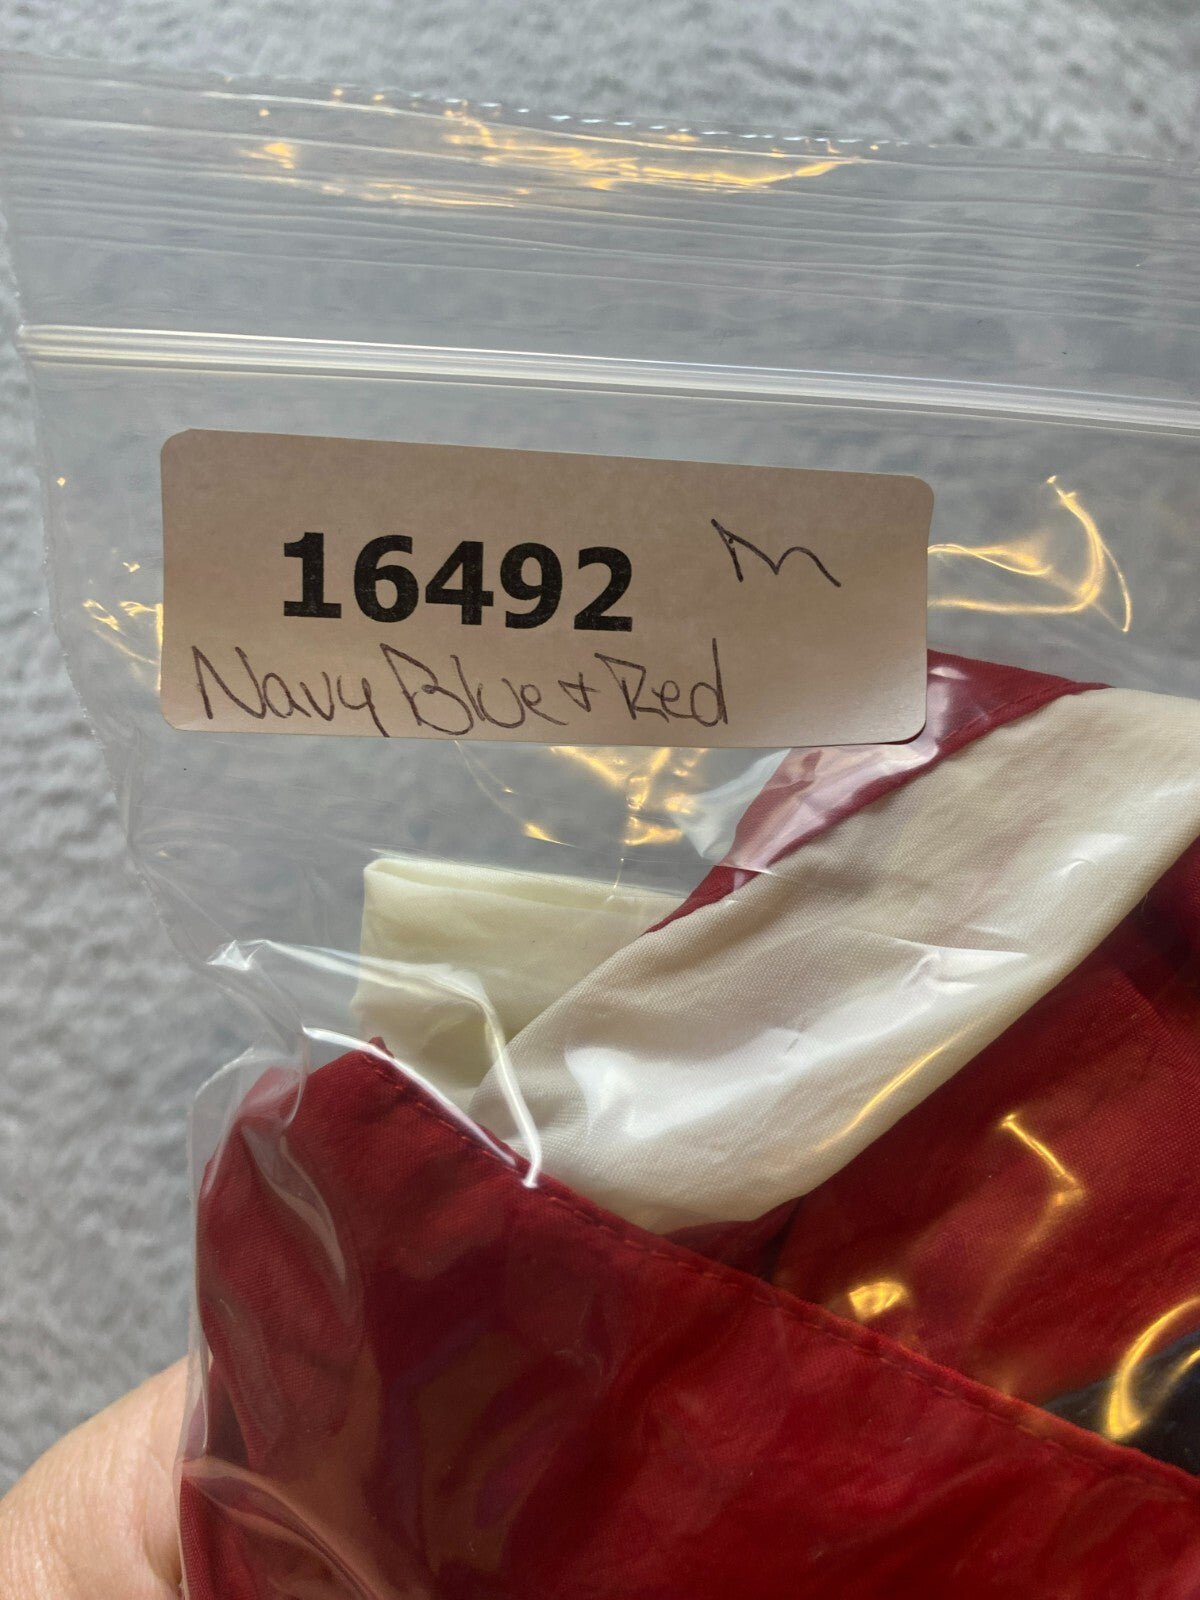 16492 M
Navy Blue + Red